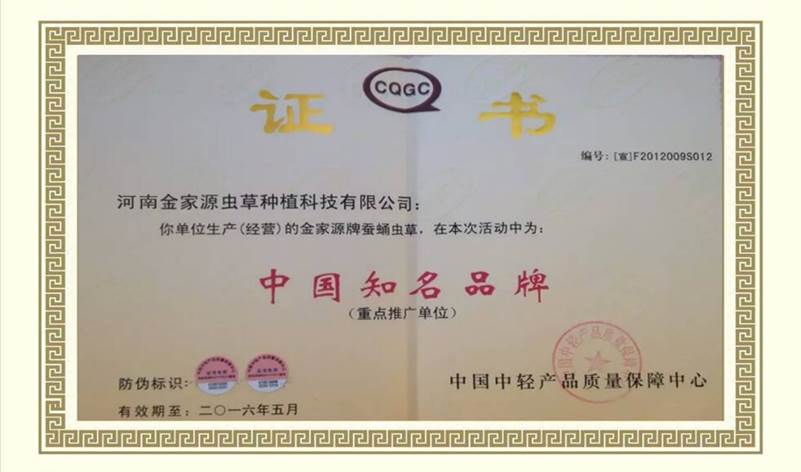 CQGC
证 书
编号:[宣]F2012009S012
河南金家源虫草种植科技有限公司:
你单位生产(经营)的金家源牌蚕蛹虫草,在本次活动中为:
中国知名品牌
(重点推广单位)
防伪标识:
中国中轻产品质量保障中心
有效期至:二〇一六年五月